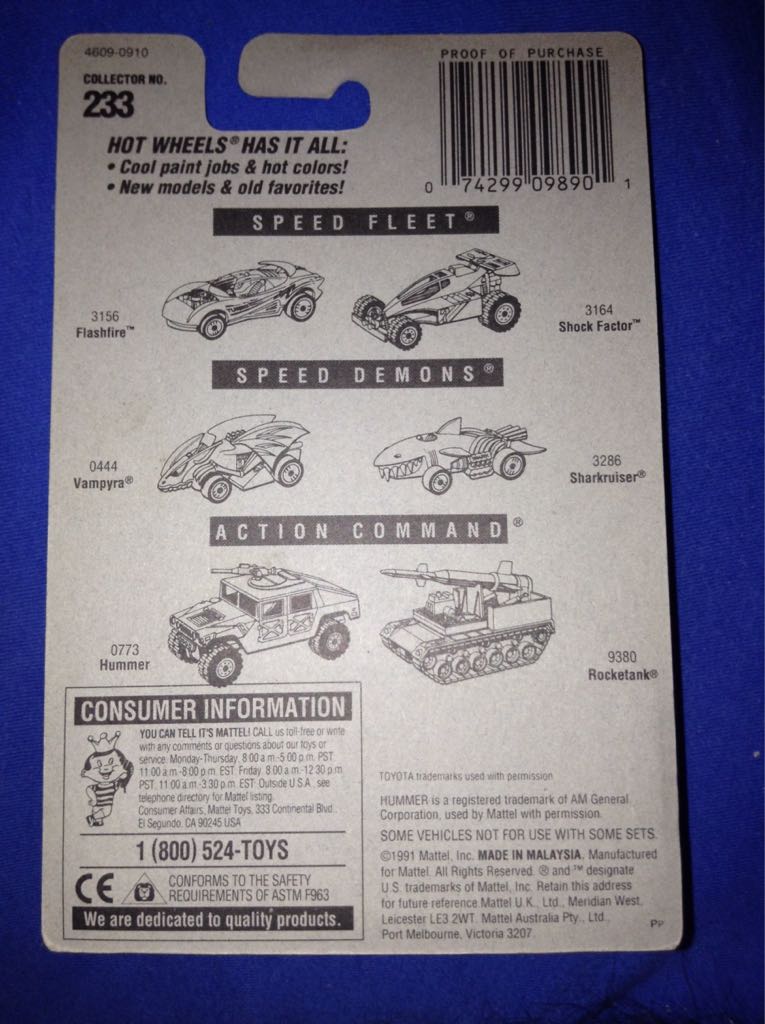 4609-0910
COLLECTOR NO.
233
PROOF OF PURCHASE
0 74299 09890 1
HOT WHEELS® HAS IT ALL:
• Cool paint jobs & hot colors!
• New models & old favorites!
SPEED FLEET®
3156
Flashfire™
3164
Shock Factor™
SPEED DEMONS®
0444
Vampyra®
3286
Sharkruiser®
ACTION COMMAND®
0773
Hummer
9380
Rocketank®
CONSUMER INFORMATION
YOU CAN TELL IT'S MATTEL! CALL us toll-free or write
with any comments or questions about our toys or
service. Monday-Thursday, 8:00 a.m.-5:00 p.m. PST,
11:00 a.m.-8:00 p.m. EST. Friday, 8:00 a.m.-12:30 p.m.
PST, 11:00 a.m.-3:30 p.m. EST. Outside U.S.A., see
telephone directory for Mattel listing.
Consumer Affairs, Mattel Toys, 333 Continental Blvd.,
El Segundo, CA 90245 USA
1 (800) 524-TOYS
CE
CONFORMS TO THE SAFETY
REQUIREMENTS OF ASTM F963
We are dedicated to quality products.
TOYOTA trademarks used with permission
HUMMER is a registered trademark of AM General
Corporation, used by Mattel with permission.
SOME VEHICLES NOT FOR USE WITH SOME SETS.
©1991 Mattel, Inc. MADE IN MALAYSIA. Manufactured
for Mattel. All Rights Reserved. ® and ™ designate
U.S. trademarks of Mattel, Inc. Retain this address
for future reference Mattel U.K., Ltd., Meridian West,
Leicester LE3 2WT. Mattel Australia Pty., Ltd.,
Port Melbourne, Victoria 3207.
PP